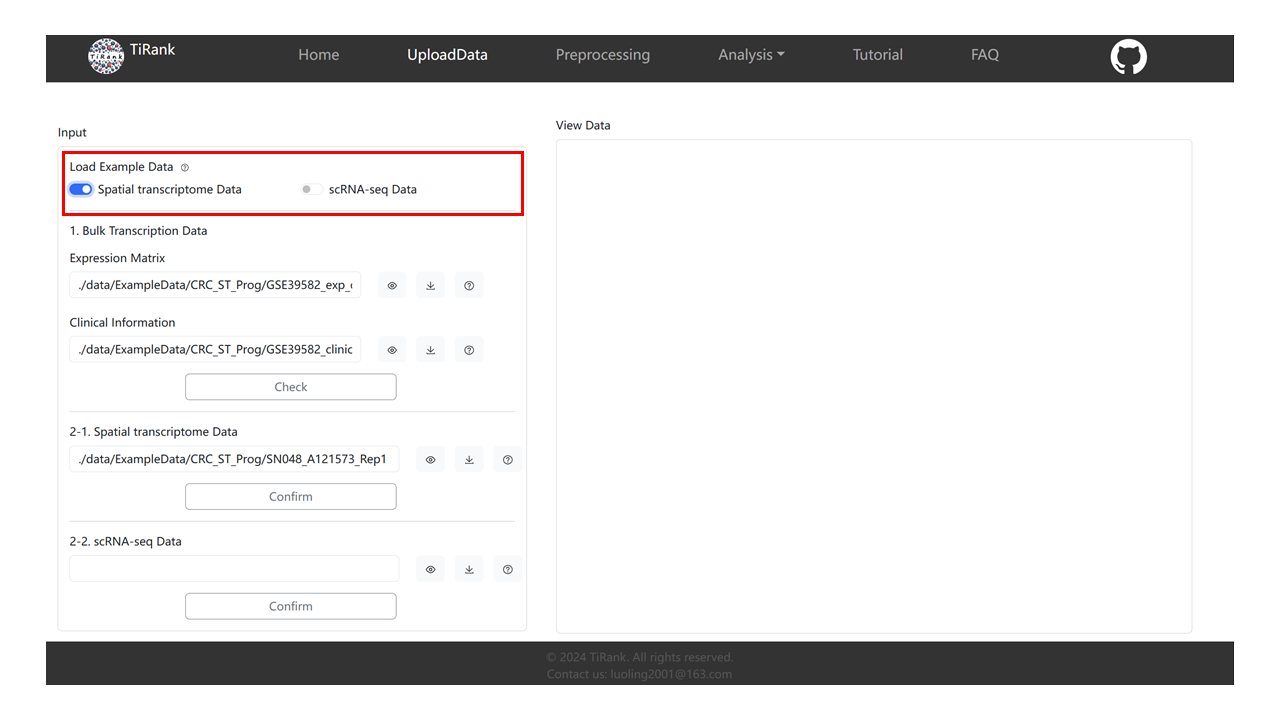 TiRank
TiRank
Home
UploadData
Preprocessing
Analysis
Tutorial
FAQ
Input
View Data
Load Example Data
Spatial transcriptome Data
scRNA-seq Data
1. Bulk Transcription Data
Expression Matrix
./data/ExampleData/CRC_ST_Prog/GSE39582_exp_
Clinical Information
./data/ExampleData/CRC_ST_Prog/GSE39582_clinic
Check
2-1. Spatial transcriptome Data
./data/ExampleData/CRC_ST_Prog/SN048_A121573_Rep1
Confirm
2-2. scRNA-seq Data
Confirm
© 2024 TiRank. All rights reserved.
Contact us: luoling2001@163.com